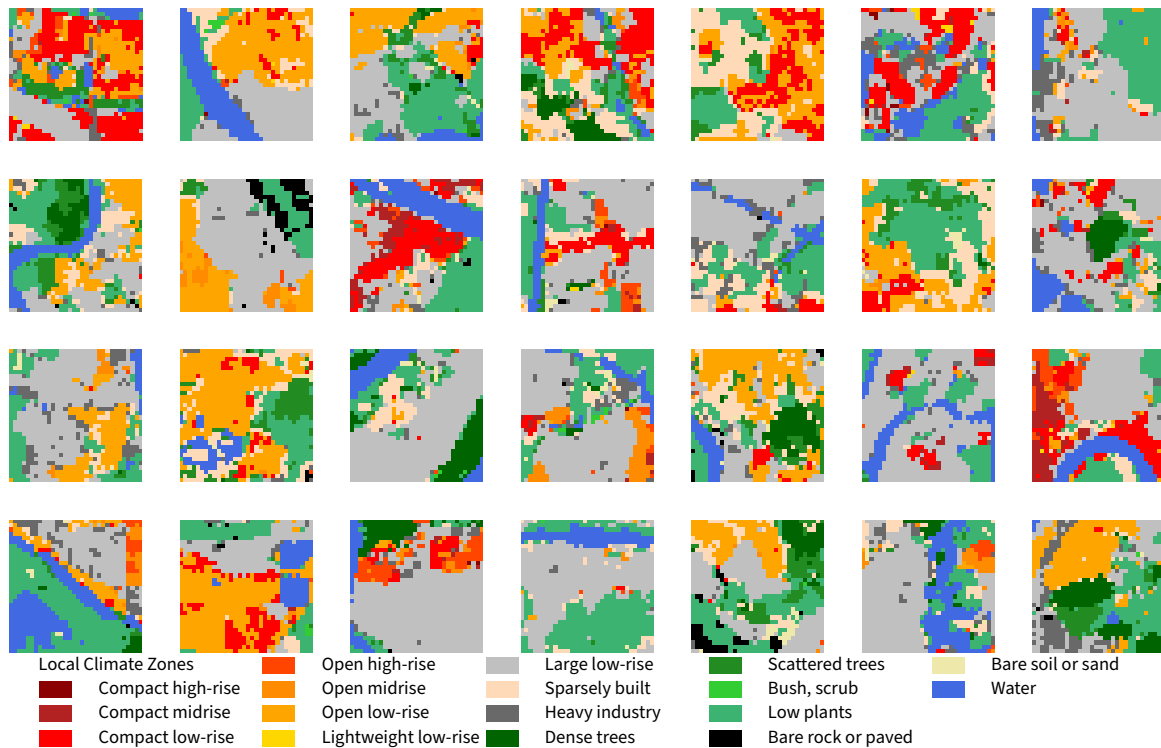 Local Climate Zones
Compact high-rise
Compact midrise
Compact low-rise
Open high-rise
Open midrise
Open low-rise
Lightweight low-rise
Large low-rise
Sparsely built
Heavy industry
Dense trees
Scattered trees
Bush, scrub
Low plants
Bare rock or paved
Bare soil or sand
Water